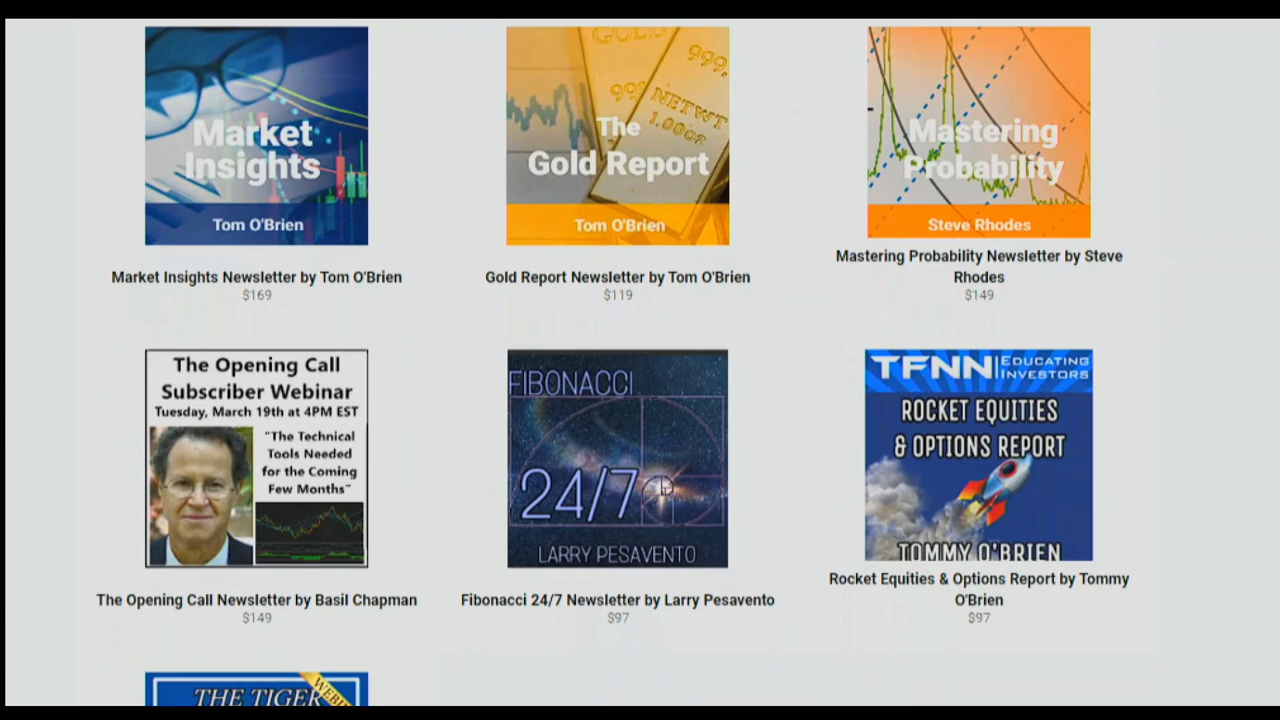 Market
Insights
Tom O'Brien
Market Insights Newsletter by Tom O'Brien
$169
GOLD
999.
999
NETWT
1.00oz
The
Gold Report
Tom O'Brien
Gold Report Newsletter by Tom O'Brien
$119
Mastering
Probability
Steve Rhodes
Mastering Probability Newsletter by Steve
Rhodes
$149
The Opening Call
Subscriber Webinar
Tuesday, March 19th at 4PM EST
"The Technical
Tools Needed
for the Coming
Few Months"
The Opening Call Newsletter by Basil Chapman
$149
FIBONACCI
24/7
LARRY PESAVENTO
Fibonacci 24/7 Newsletter by Larry Pesavento
$97
TFNN EDUCATING
INVESTORS
ROCKET EQUITIES
& OPTIONS REPORT
TOMMY O'BRIEN
Rocket Equities & Options Report by Tommy
O'Brien
$97
THE TIGER